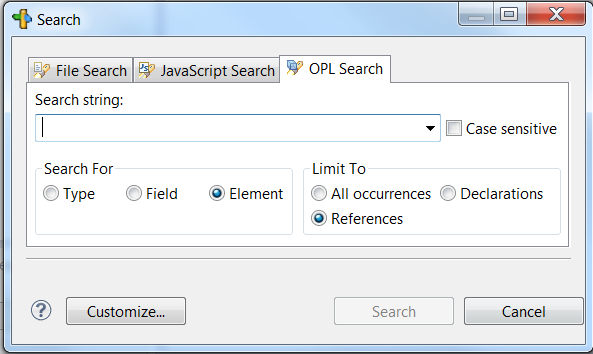 Search
File Search JavaScript Search OPL Search
Search string:
Case sensitive
Search For Limit To
Type Field Element All occurrences Declarations
References
? Customize... Search Cancel